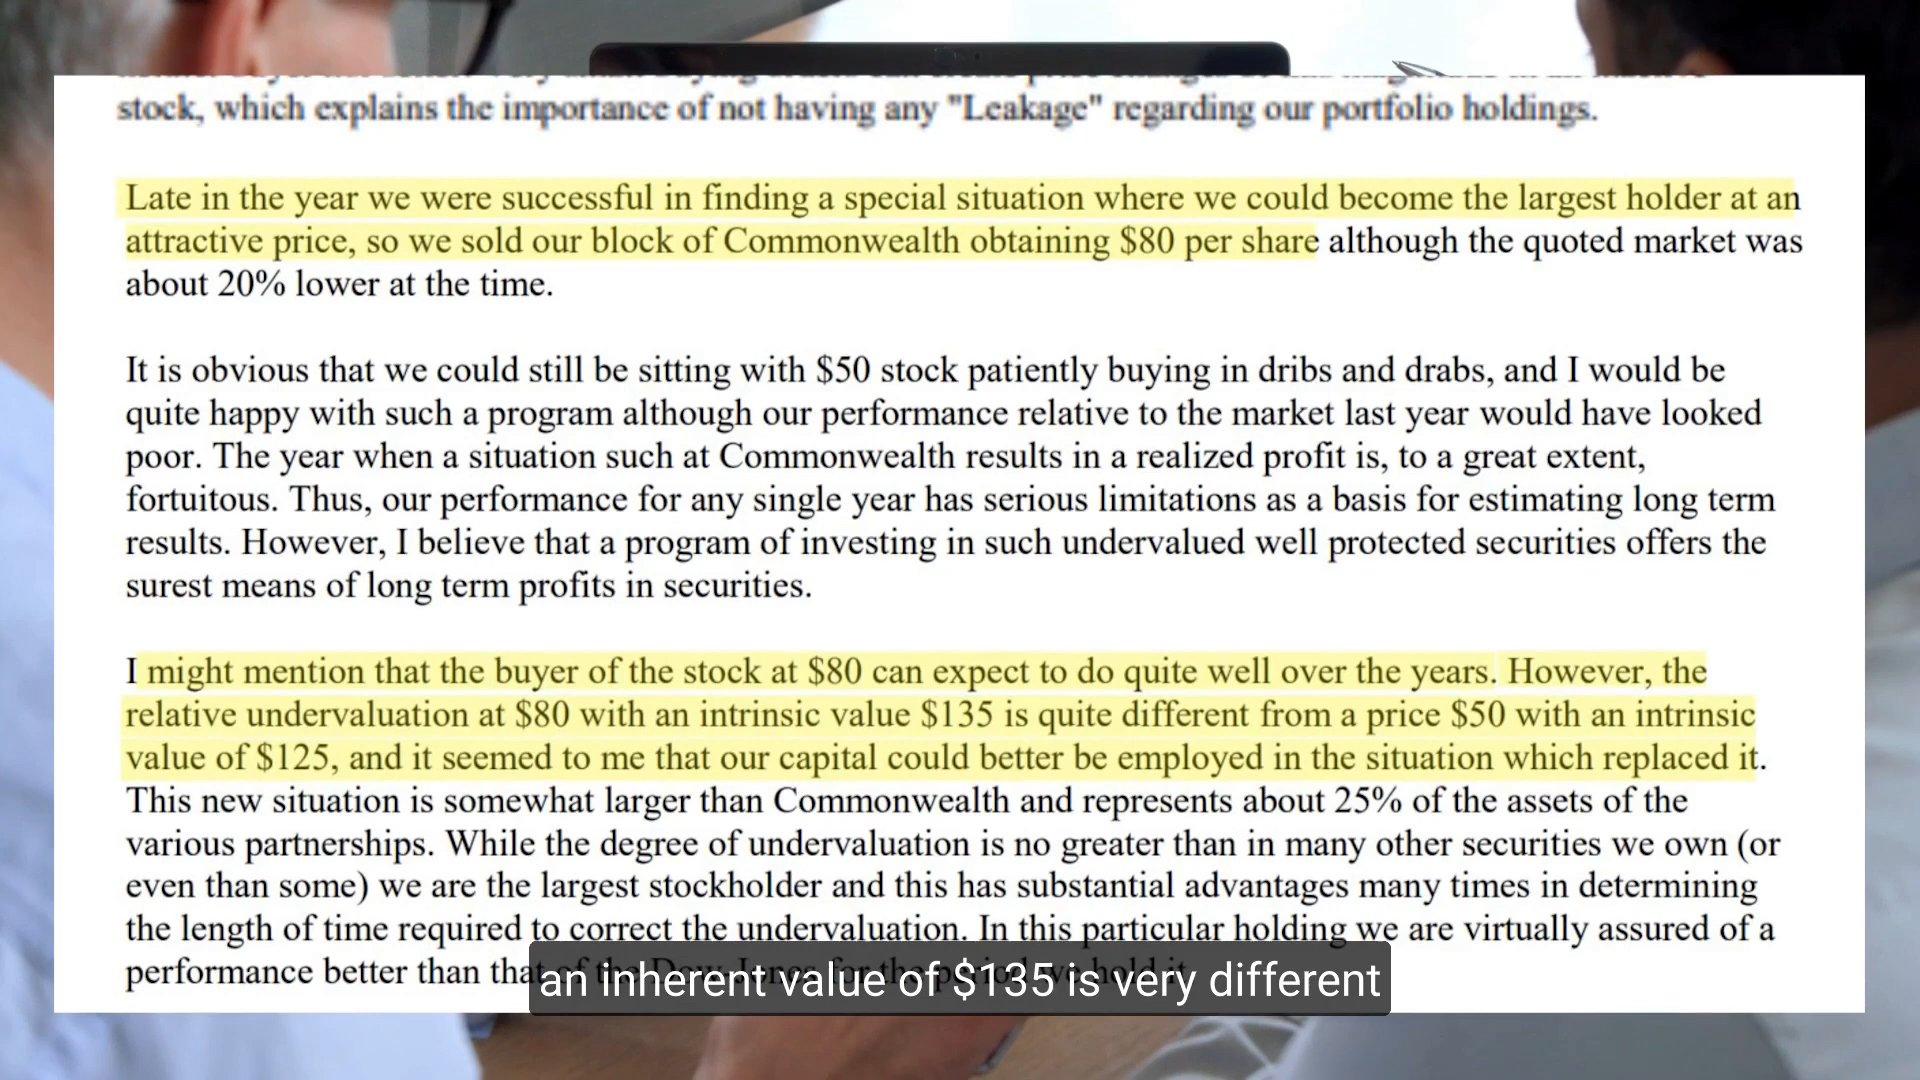 stock, which explains the importance of not having any "Leakage" regarding our portfolio holdings.
Late in the year we were successful in finding a special situation where we could become the largest holder at an
attractive price, so we sold our block of Commonwealth obtaining $80 per share although the quoted market was
about 20% lower at the time.
It is obvious that we could still be sitting with $50 stock patiently buying in dribs and drabs, and I would be
quite happy with such a program although our performance relative to the market last year would have looked
poor. The year when a situation such at Commonwealth results in a realized profit is, to a great extent,
fortuitous. Thus, our performance for any single year has serious limitations as a basis for estimating long term
results. However, I believe that a program of investing in such undervalued well protected securities offers the
surest means of long term profits in securities.
I might mention that the buyer of the stock at $80 can expect to do quite well over the years. However, the
relative undervaluation at $80 with an intrinsic value $135 is quite different from a price $50 with an intrinsic
value of $125, and it seemed to me that our capital could better be employed in the situation which replaced it.
This new situation is somewhat larger than Commonwealth and represents about 25% of the assets of the
various partnerships. While the degree of undervaluation is no greater than in many other securities we own (or
even than some) we are the largest stockholder and this has substantial advantages many times in determining
the length of time required to correct the undervaluation. In this particular holding we are virtually assured of a
performance better than that of the Dow-Jones for the period we hold it.
an inherent value of $135 is very different